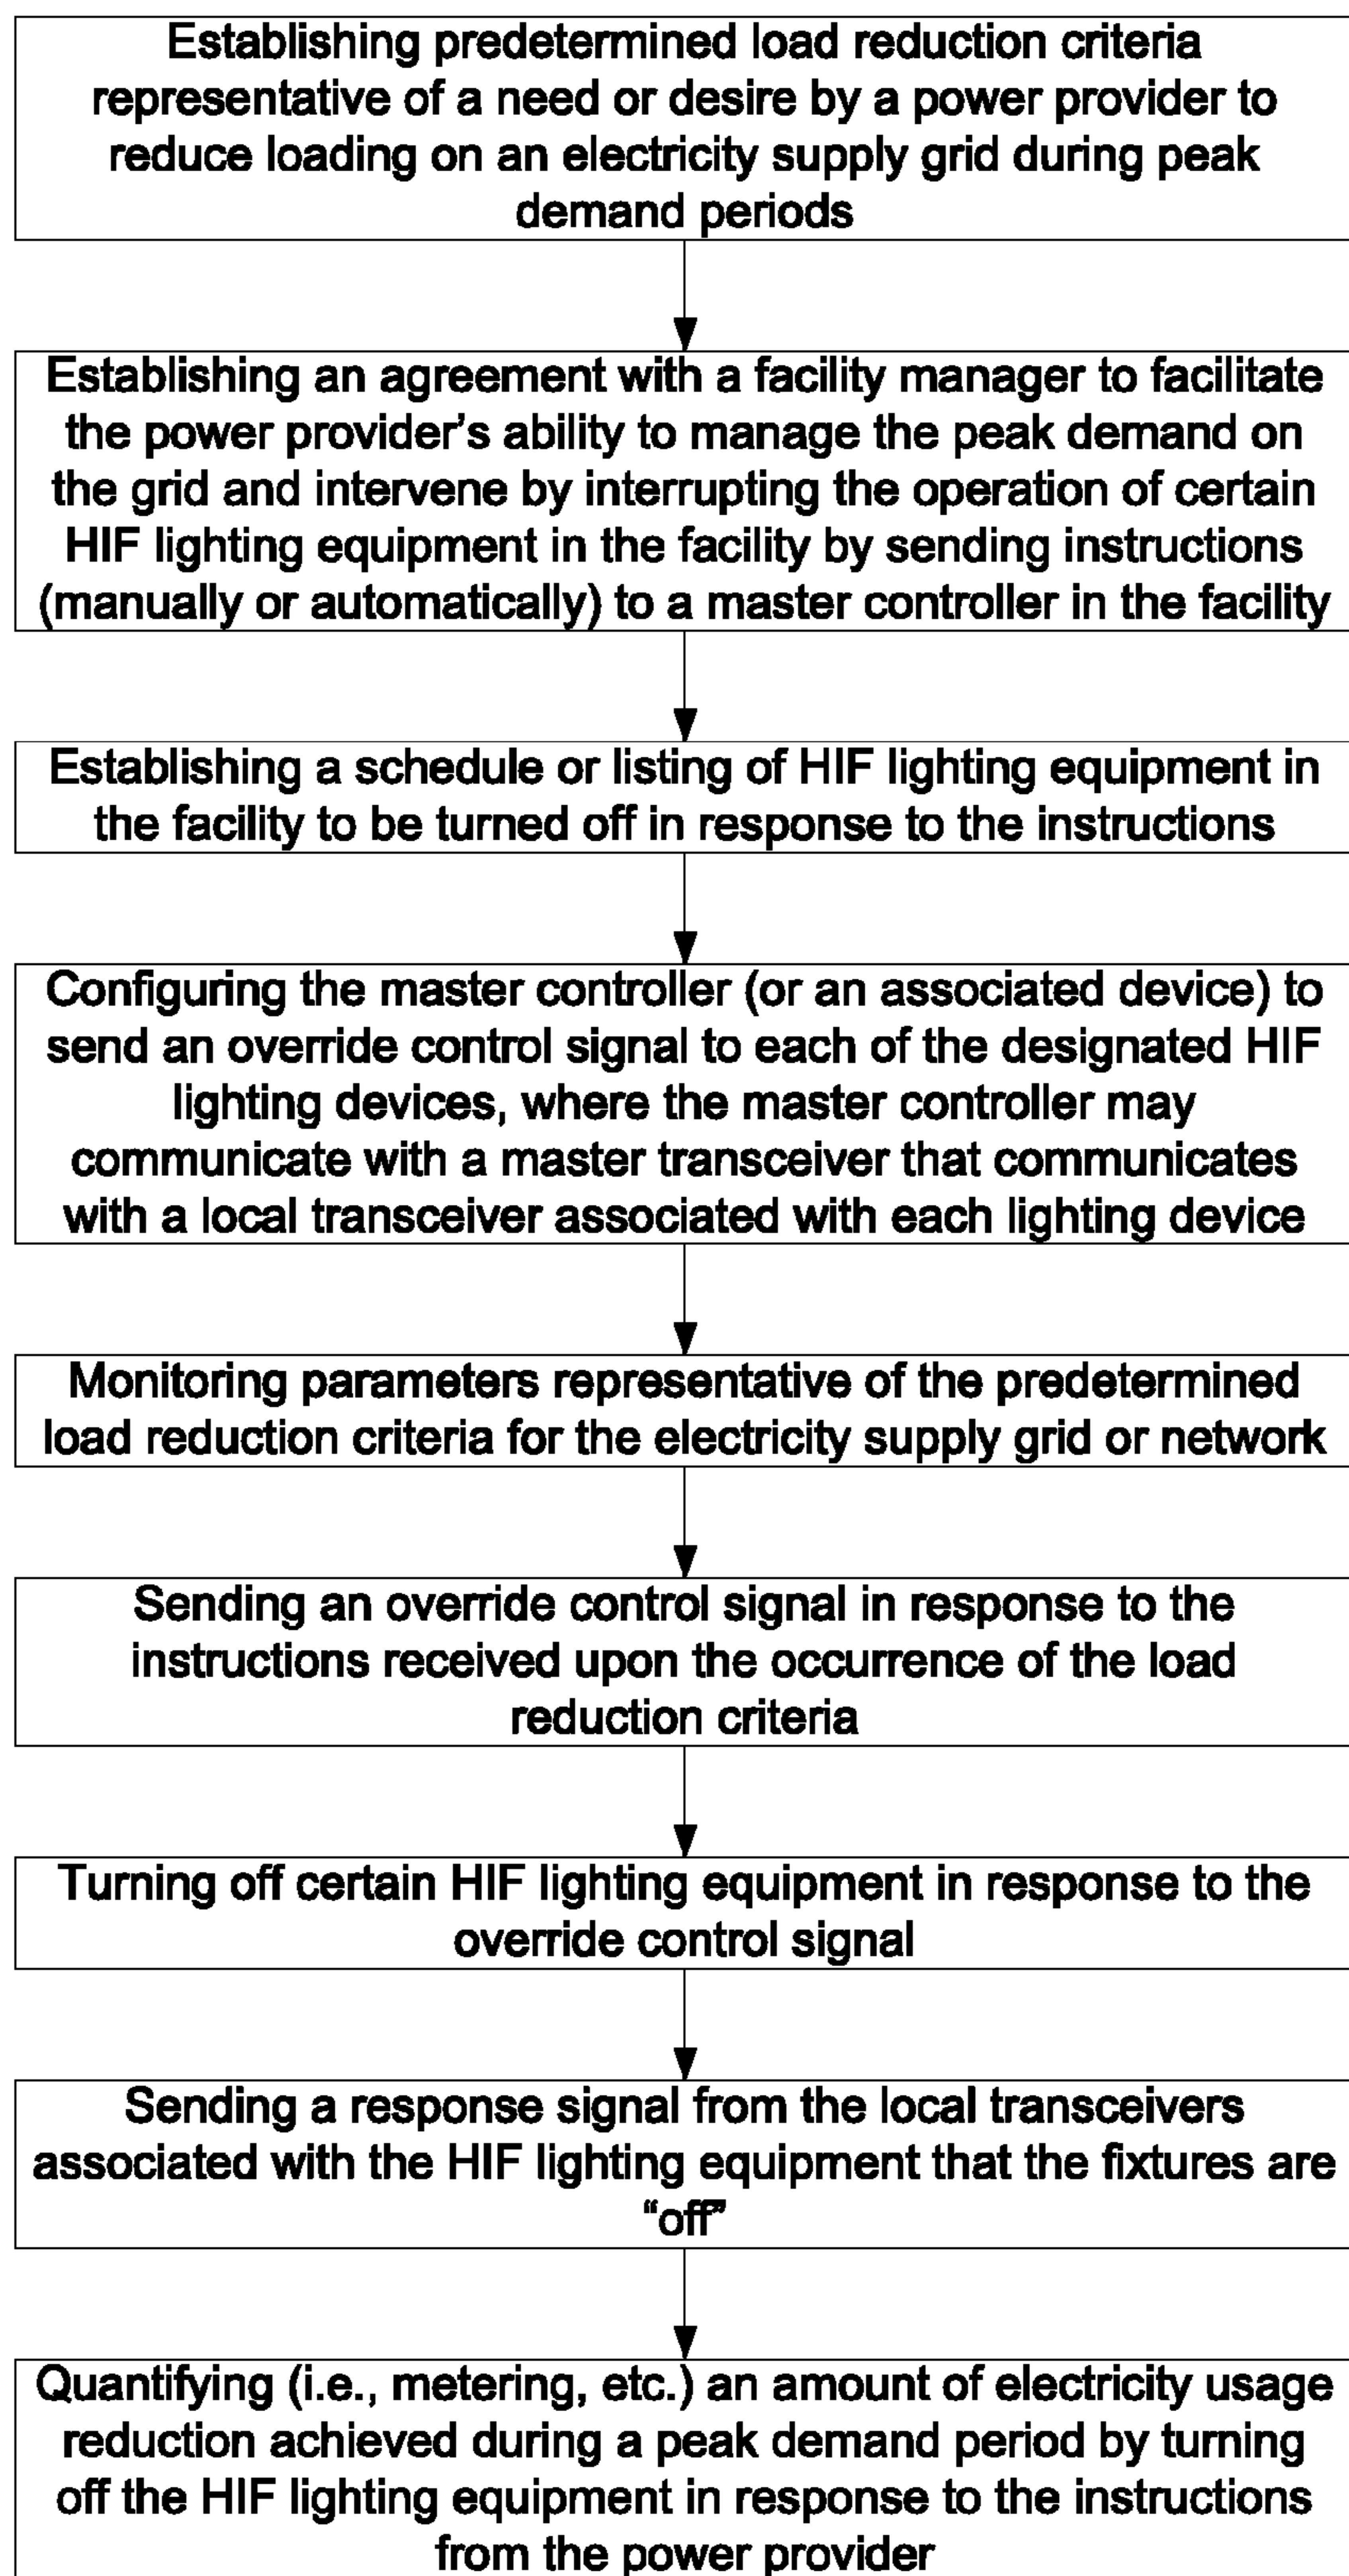 Establishing predetermined load reduction criteria
representative of a need or desire by a power provider to
reduce loading on an electricity supply grid during peak
demand periods
Establishing an agreement with a facility manager to facilitate
the power provider’s ability to manage the peak demand on
the grid and intervene by interrupting the operation of certain
HIF lighting equipment in the facility by sending instructions
(manually or automatically) to a master controller in the facility
Establishing a schedule or listing of HIF lighting equipment in
the facility to be turned off in response to the instructions
Configuring the master controller (or an associated device) to
send an override control signal to each of the designated HIF
lighting devices, where the master controller may
communicate with a master transceiver that communicates
with a local transceiver associated with each lighting device
Monitoring parameters representative of the predetermined
load reduction criteria for the electricity supply grid or network
Sending an override control signal in response to the
instructions received upon the occurrence of the load
reduction criteria
Turning off certain HIF lighting equipment in response to the
override control signal
Sending a response signal from the local transceivers
associated with the HIF lighting equipment that the fixtures are
“off”
Quantifying (i.e., metering, etc.) an amount of electricity usage
reduction achieved during a peak demand period by turning
off the HIF lighting equipment in response to the instructions
from the power provider